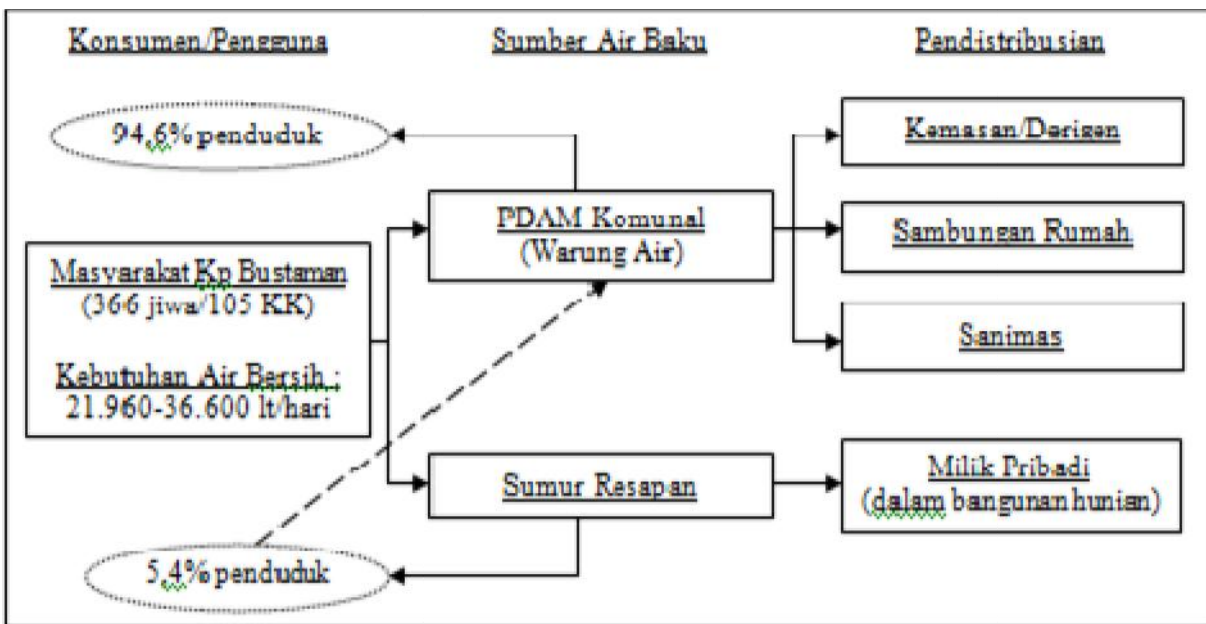 Konsumen/Pengguna
Sumber Air Baku
Pendistribusian
94,6% penduduk
Masyarakat Kp Bustaman
(366 jiwa/105 KK)
Kebutuhan Air Bersih :
21.960-36.600 lt/hari
5,4% penduduk
PDAM Komunal
(Warung Air)
Sumur Resapan
Kemasan/Derigen
Sambungan Rumah
Sanimas
Milik Pribadi
(dalam bangunan hunian)